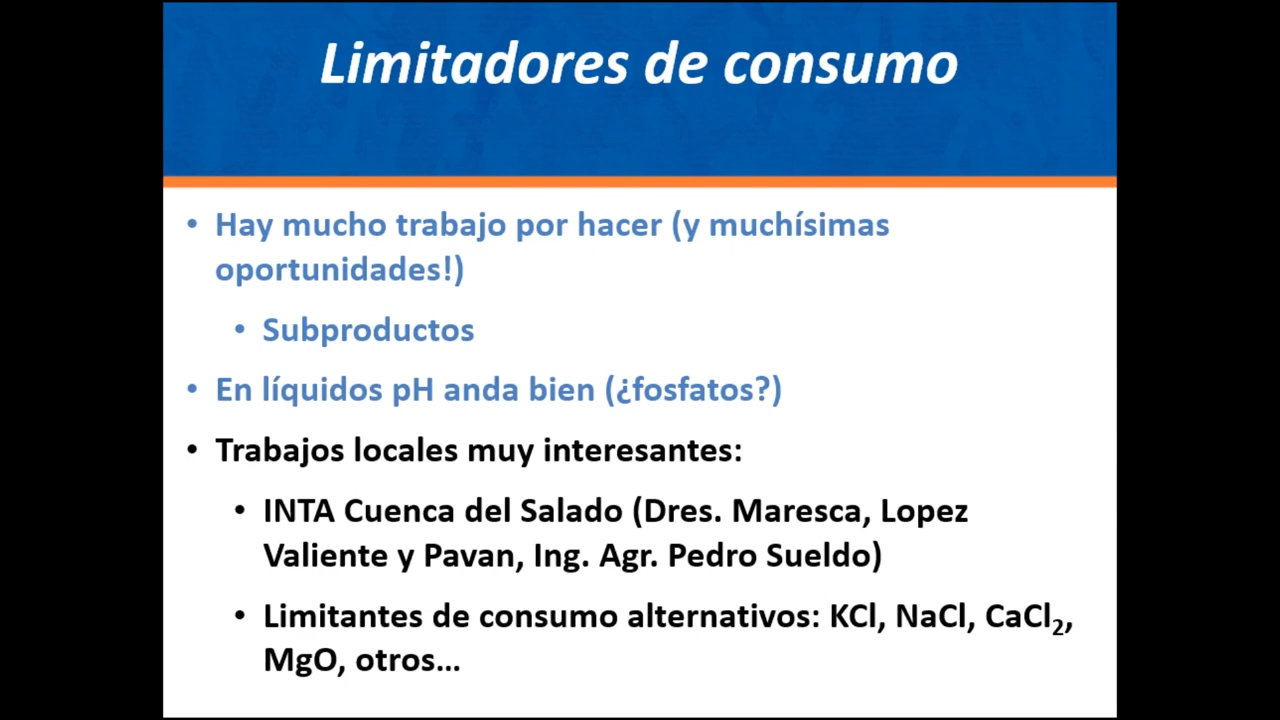 Limitadores de consumo
• Hay mucho trabajo por hacer (y muchísimas
oportunidades!)
• Subproductos
• En líquidos pH anda bien (¿fosfatos?)
• Trabajos locales muy interesantes:
• INTA Cuenca del Salado (Dres. Maresca, Lopez
Valiente y Pavan, Ing. Agr. Pedro Sueldo)
• Limitantes de consumo alternativos: KCl, NaCl, CaCl₂,
MgO, otros...